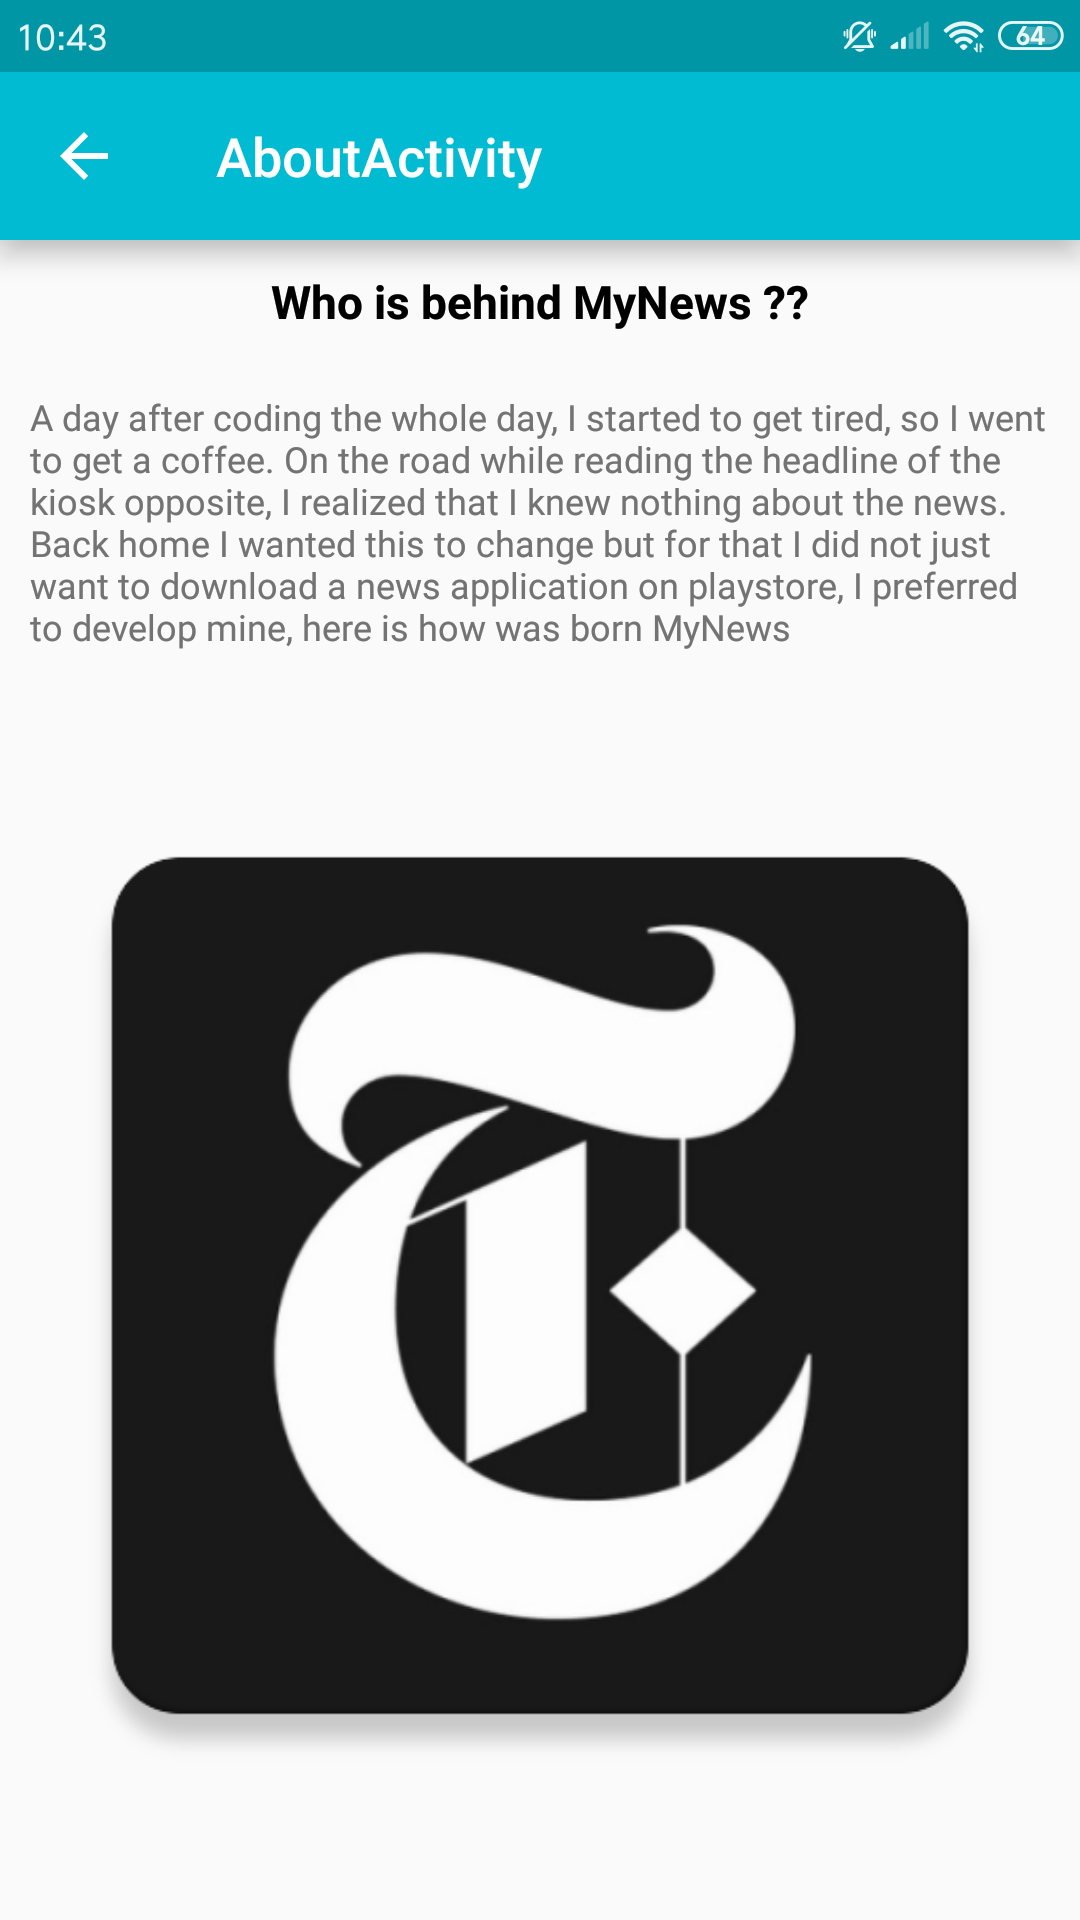 10:43
64
AboutActivity
Who is behind MyNews ??
A day after coding the whole day, I started to get tired, so I went
to get a coffee. On the road while reading the headline of the
kiosk opposite, I realized that I knew nothing about the news.
Back home I wanted this to change but for that I did not just
want to download a news application on playstore, I preferred
to develop mine, here is how was born MyNews
T